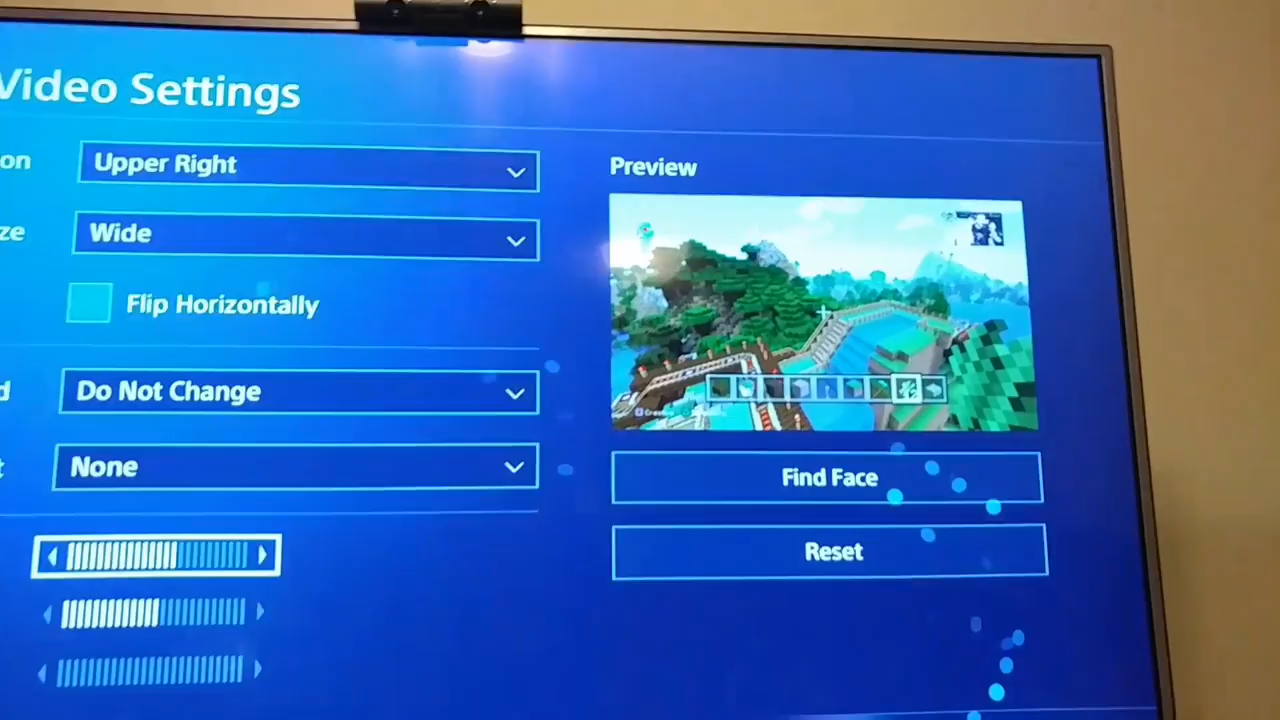 Video Settings
on
Upper Right
Preview
ze
Wide
Flip Horizontally
d
Do Not Change
t
None
Find Face
Reset